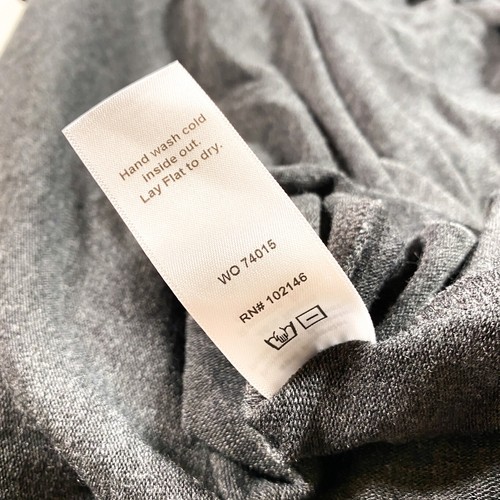 Hand wash cold
inside out.
Lay Flat to dry.
WO 74015
RN# 102146